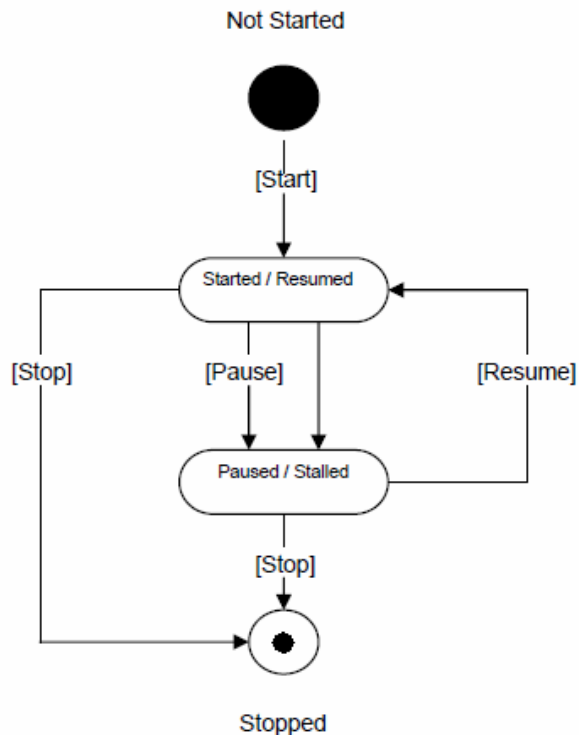 Not Started
[Start]
Started / Resumed
[Stop]
[Pause]
[Resume]
Paused / Stalled
[Stop]
Stopped